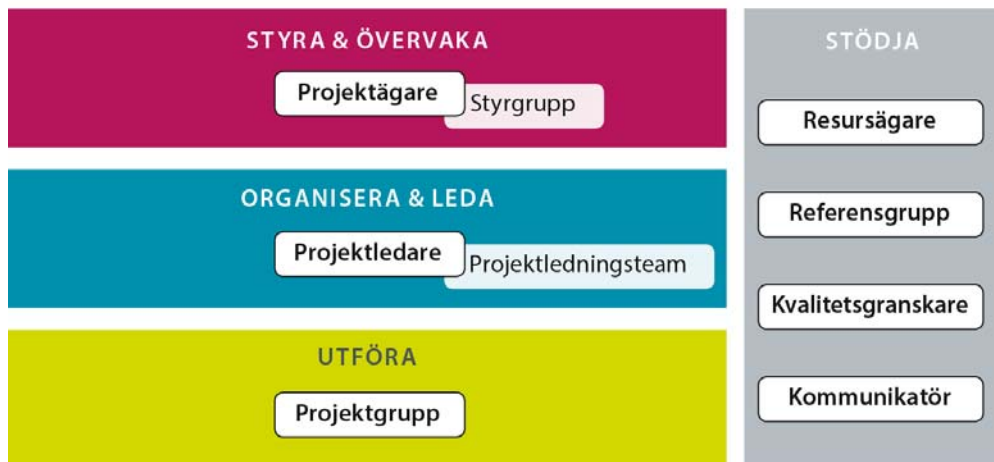 STYRA & ÖVERVAKA
Projektägare
Styrgrupp
ORGANISERA & LEDA
Projektledare
Projektledningsteam
UTFÖRA
Projektgrupp
STÖDJA
Resursägare
Referensgrupp
Kvalitetsgranskare
Kommunikatör